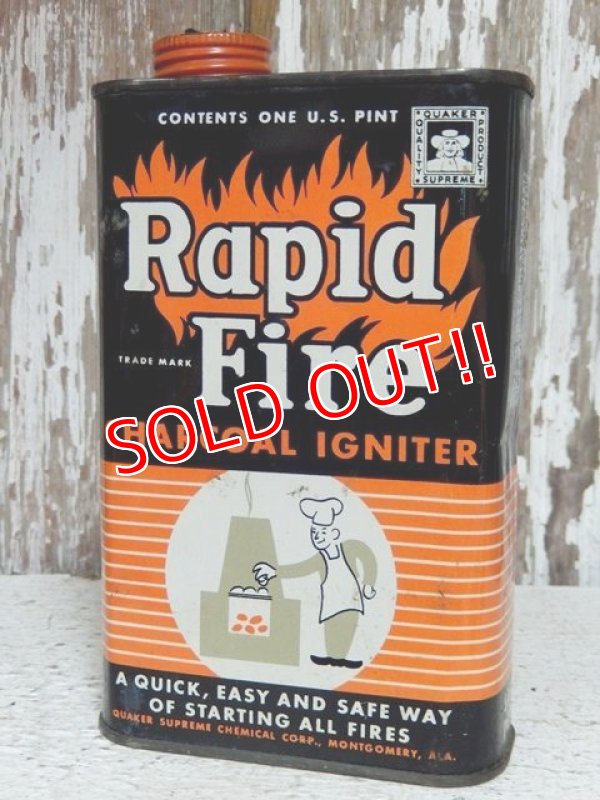 CONTENTS ONE U.S. PINT
QUAKER
QUALITY
PRODUCT
SUPREME
Rapid
TRADE MARK
Fire
SOLD OUT!!
CHARCOAL IGNITER
A QUICK, EASY AND SAFE WAY
OF STARTING ALL FIRES
QUAKER SUPREME CHEMICAL CORP., MONTGOMERY, ALA.